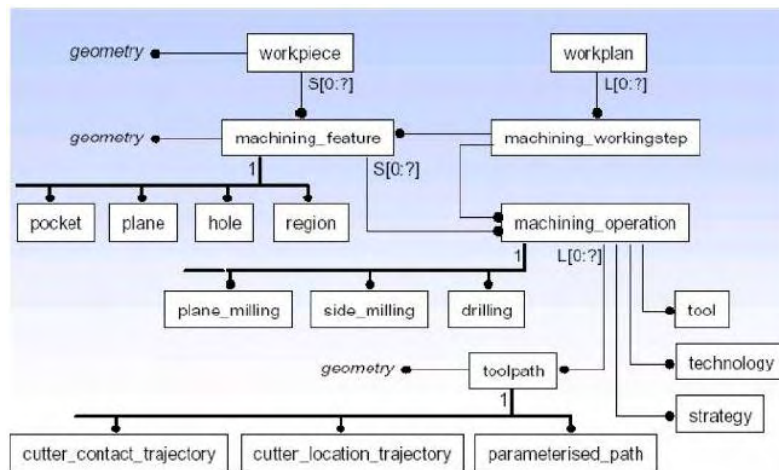 geometry
workpiece
workplan
S[0:?]
L[0:?]
geometry
machining_feature
machining_workingstep
1
S[0:?]
pocket
plane
hole
region
machining_operation
1
L[0:?]
plane_milling
side_milling
drilling
tool
geometry
toolpath
technology
1
strategy
cutter_contact_trajectory
cutter_location_trajectory
parameterised_path